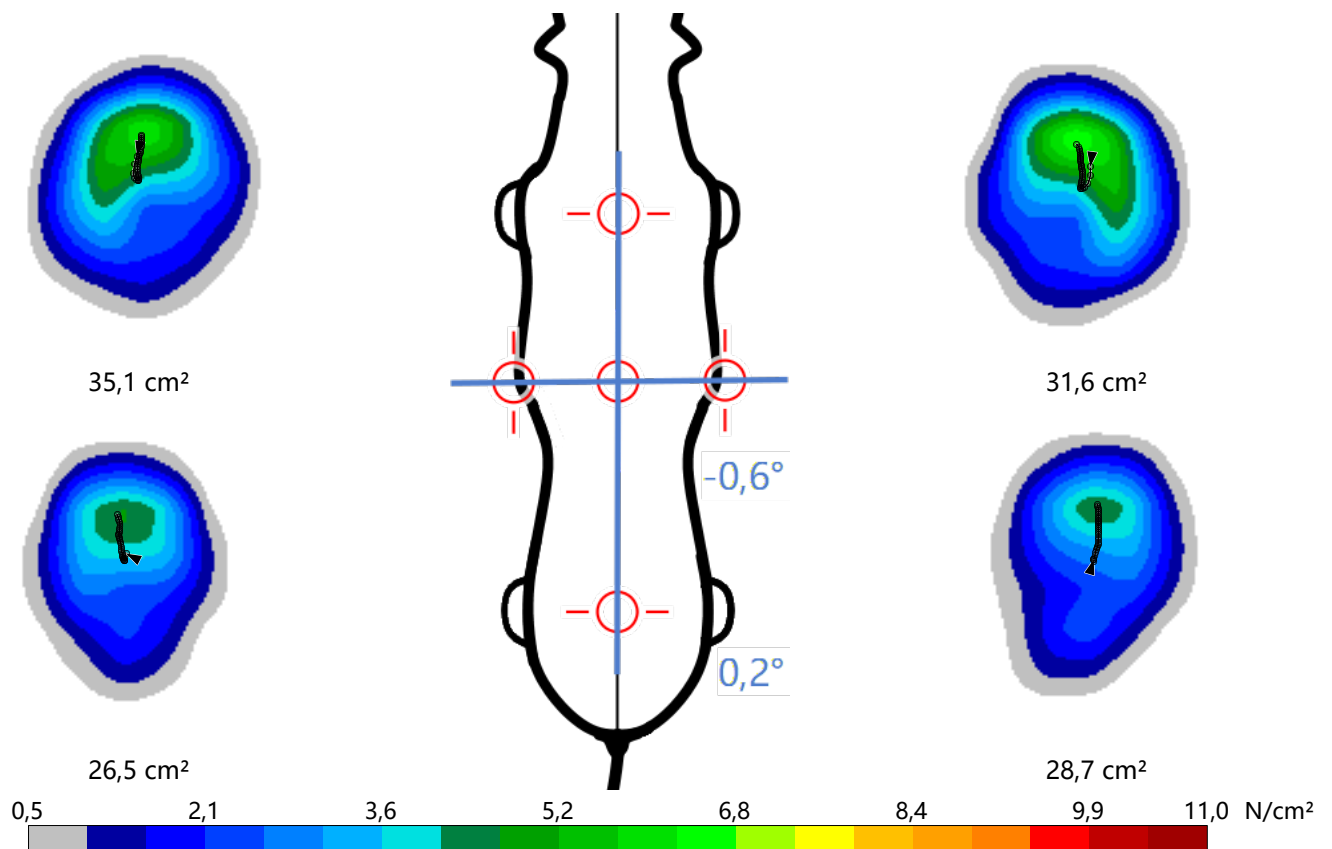 35,1 cm²
31,6 cm²
-0,6°
0,2°
26,5 cm²
28,7 cm²
0,5 2,1 3,6 5,2 6,8 8,4 9,9 11,0 N/cm²